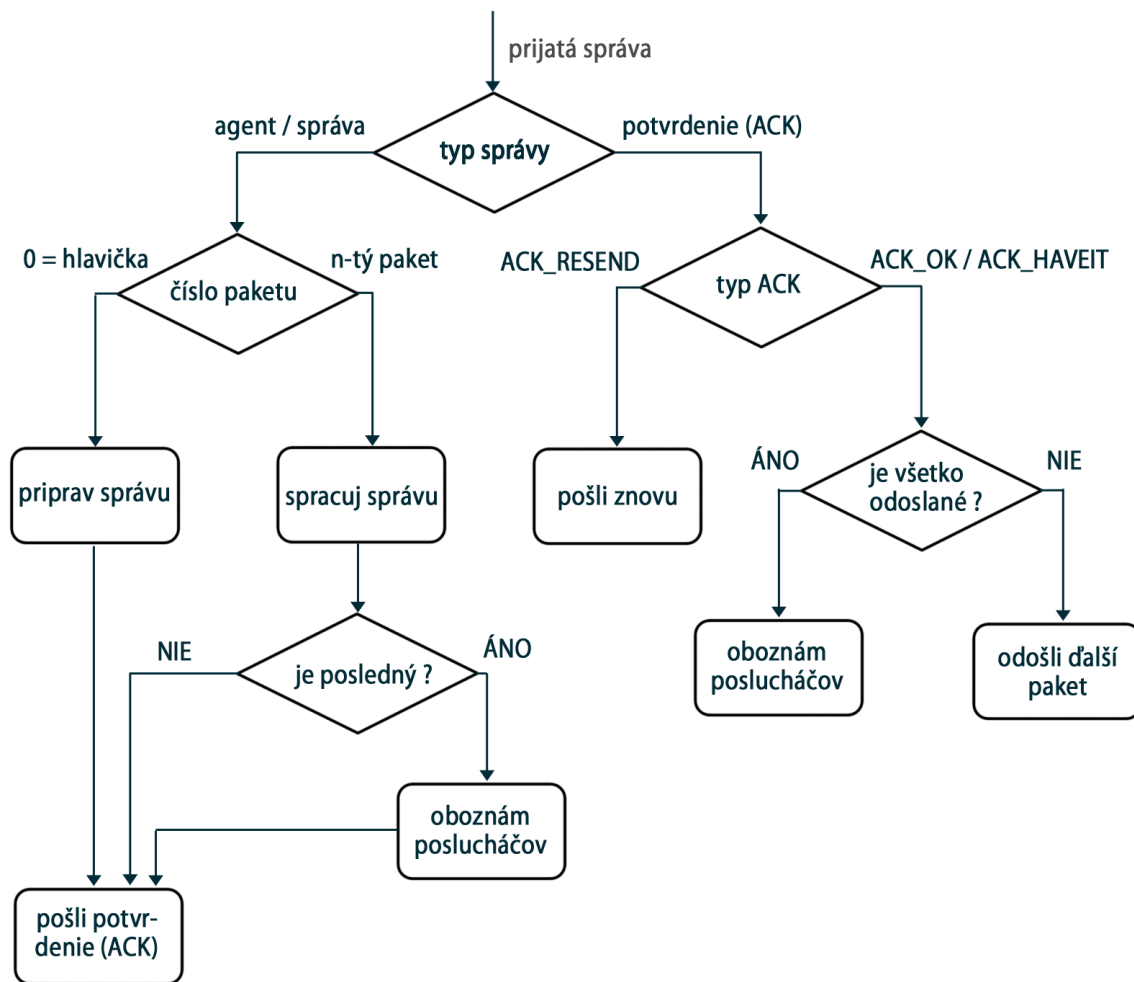 prijatá správa
agent / správa
potvrdenie (ACK)
typ správy
0 = hlavička
n-tý paket
ACK_RESEND
ACK_OK / ACK_HAVEIT
číslo paketu
typ ACK
priprav správu
spracuj správu
pošli znovu
ÁNO
je všetko
odoslané ?
NIE
NIE
je posledný ?
ÁNO
oboznám
poslucháčov
odošli ďalší
paket
oboznám
poslucháčov
pošli potvr-
denie (ACK)